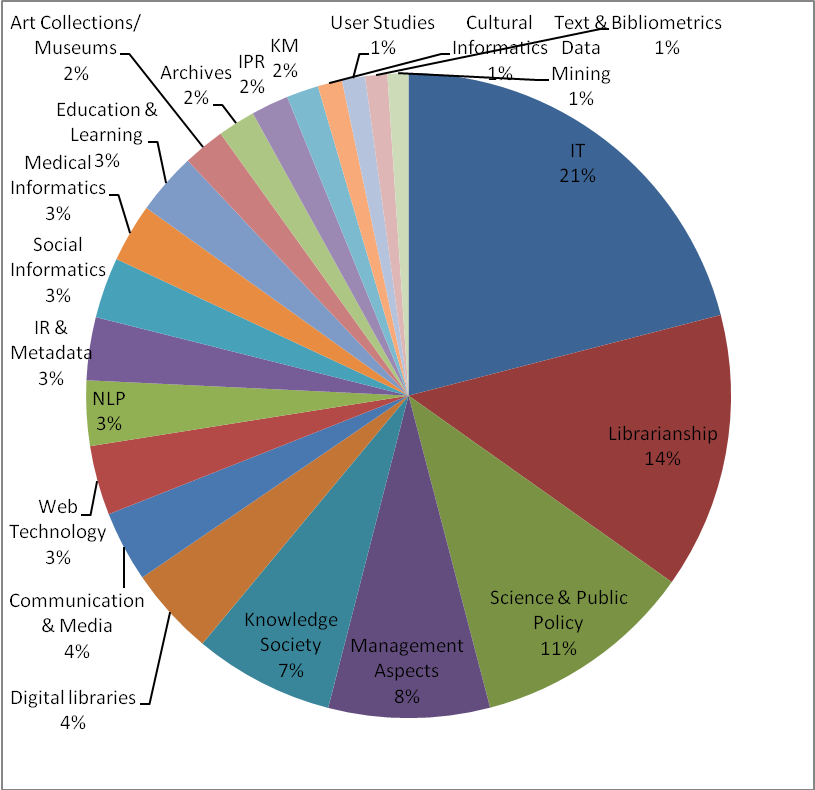 Art Collections/
Museums
2%
Archives
2%
IPR
2%
KM
2%
User Studies
1%
Cultural
Informatics
1%
Text &
Data
Mining
1%
Bibliometrics
1%
IT
21%
Librarianship
14%
Science & Public
Policy
11%
Management
Aspects
8%
Knowledge
Society
7%
Digital libraries
4%
Communication
& Media
4%
Web
Technology
3%
NLP
3%
IR &
Metadata
3%
Social
Informatics
3%
Medical
Informatics
3%
Education &
Learning
3%